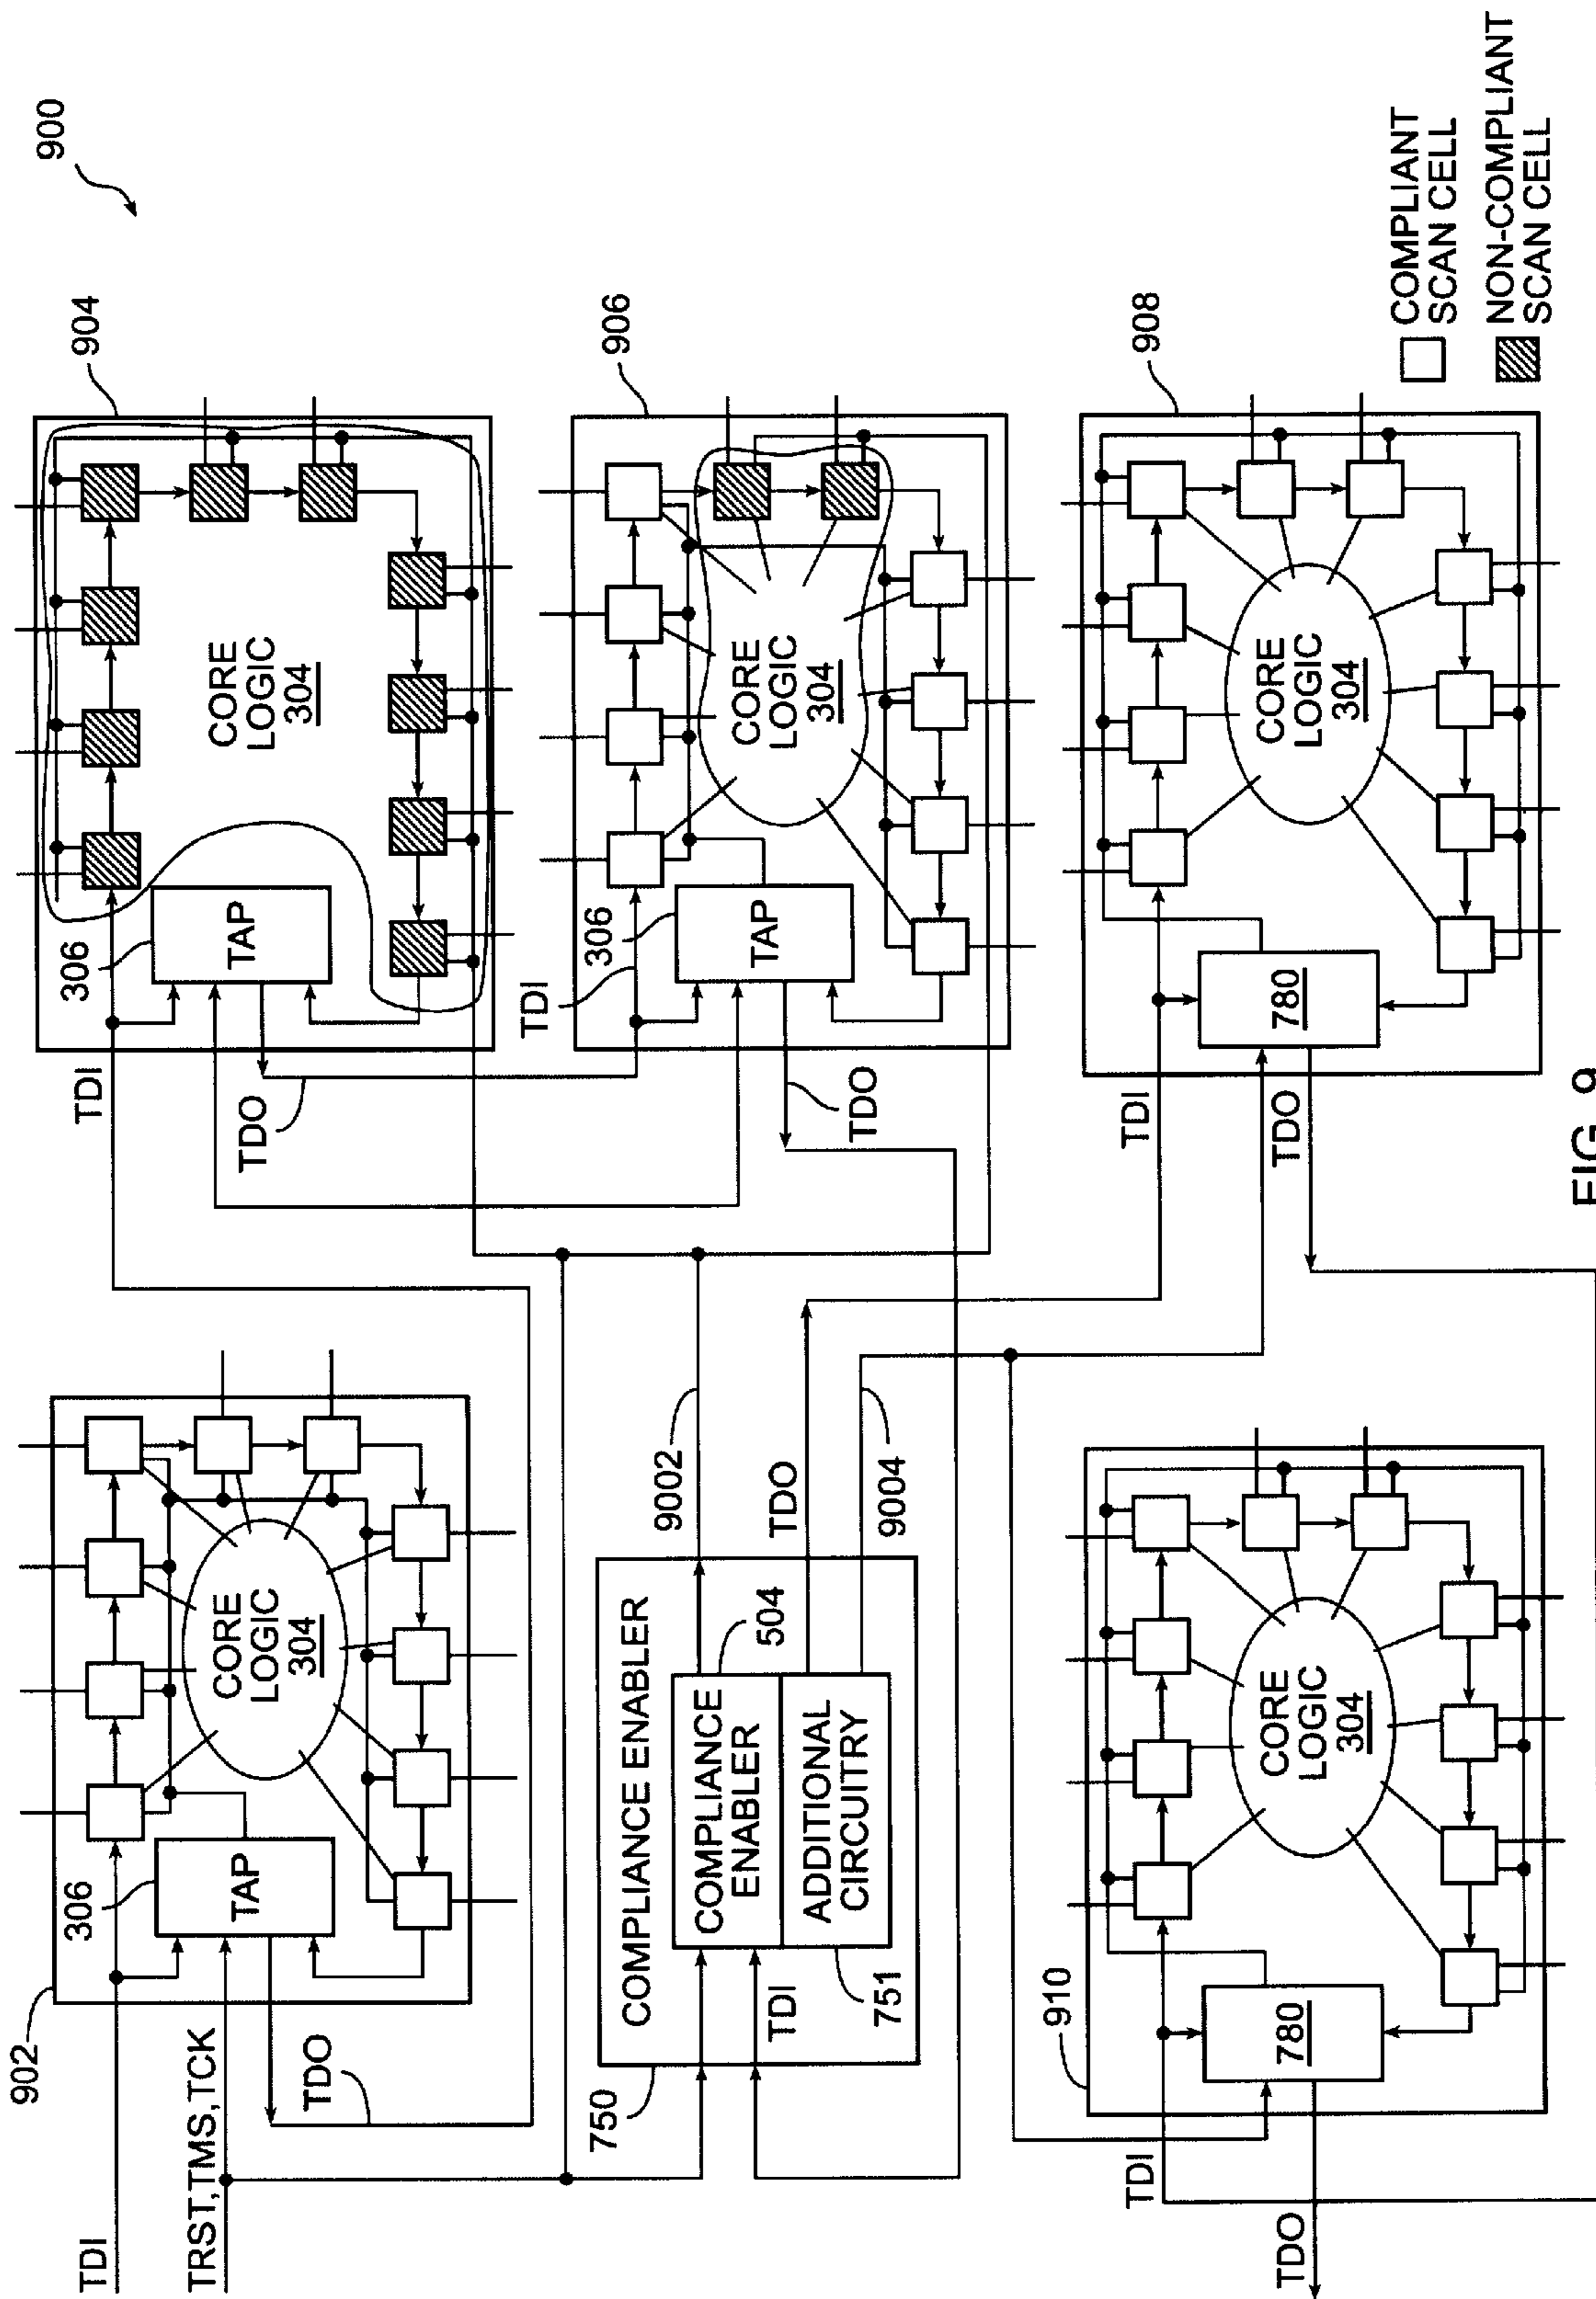 900
902
TDI
TRST,TMS,TCK
306
TAP
CORE
LOGIC
304
TDO
904
TDI
306
TAP
CORE
LOGIC
304
TDO
906
TDI
306
TAP
CORE
LOGIC
304
TDO
750
COMPLIANCE ENABLER
COMPLIANCE
ENABLER
504
TDI
ADDITIONAL
CIRCUITRY
751
9002
TDO
9004
908
TDI
780
CORE
LOGIC
304
TDO
910
TDI
780
CORE
LOGIC
304
TDO
COMPLIANT
SCAN CELL
NON-COMPLIANT
SCAN CELL
FIG. 9